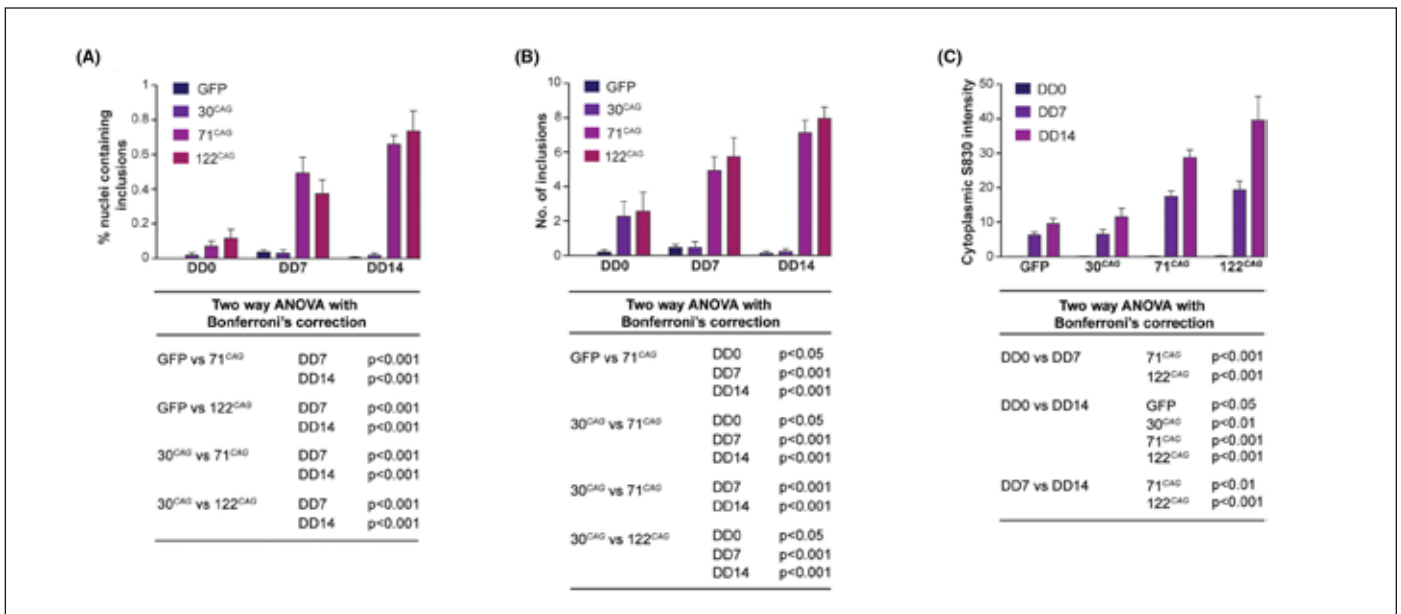 (A)
% nuclei containing
inclusions
1
0.8
0.6
0.4
0.2
0
GFP
30CAG
71CAG
122CAG
DD0 DD7 DD14
Two way ANOVA with
Bonferroni's correction
GFP vs 71CAG DD7 p<0.001
DD14 p<0.001
GFP vs 122CAG DD7 p<0.001
DD14 p<0.001
30CAG vs 71CAG DD7 p<0.001
DD14 p<0.001
30CAG vs 122CAG DD7 p<0.001
DD14 p<0.001
(B)
No. of inclusions
10
8
6
4
2
0
GFP
30CAG
71CAG
122CAG
DD0 DD7 DD14
Two way ANOVA with
Bonferroni's correction
GFP vs 71CAG DD0 p<0.05
DD7 p<0.001
DD14 p<0.001
30CAG vs 71CAG DD0 p<0.05
DD7 p<0.001
DD14 p<0.001
30CAG vs 71CAG DD7 p<0.001
DD14 p<0.001
30CAG vs 122CAG DD0 p<0.05
DD7 p<0.001
DD14 p<0.001
(C)
Cytoplasmic S830 intensity
50
40
30
20
10
0
DD0
DD7
DD14
GFP 30CAG 71CAG 122CAG
Two way ANOVA with
Bonferroni's correction
DD0 vs DD7 71CAG p<0.001
122CAG p<0.001
DD0 vs DD14 GFP p<0.05
30CAG p<0.01
71CAG p<0.001
122CAG p<0.001
DD7 vs DD14 71CAG p<0.01
122CAG p<0.001